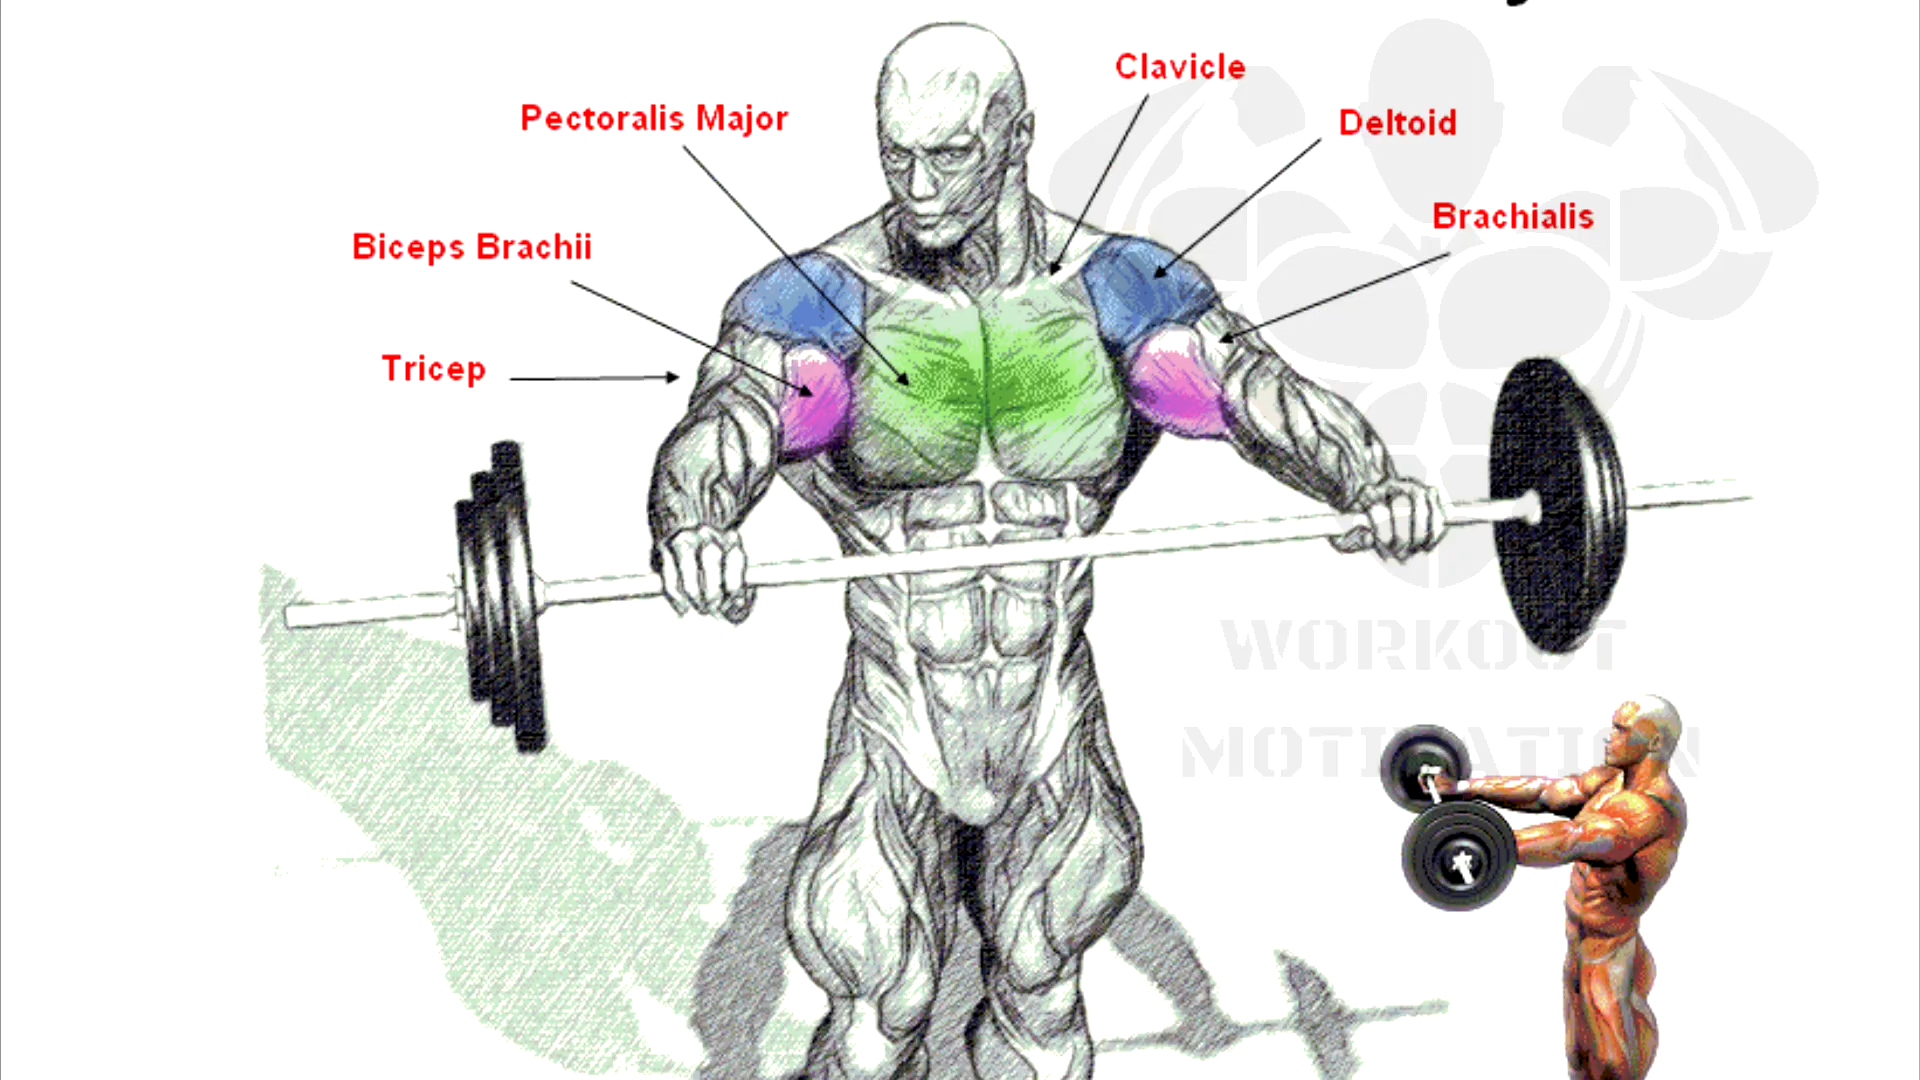 Clavicle
Pectoralis Major
Deltoid
Brachialis
Biceps Brachii
Tricep
WORKOUT
MOTIVATION